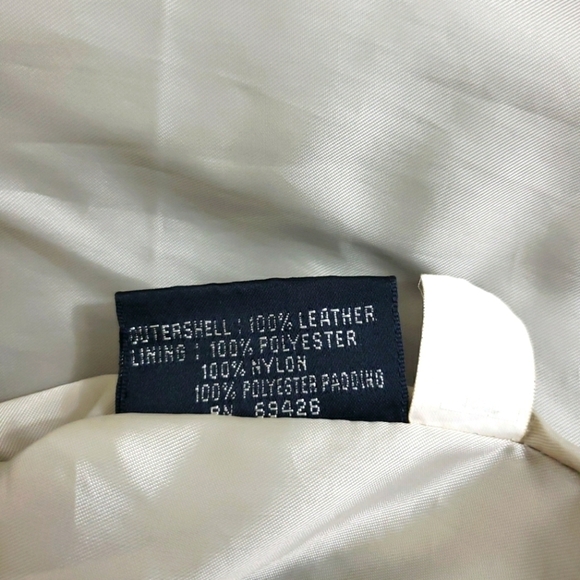 OUTERSHELL : 100% LEATHER
LINING : 100% POLYESTER
100% NYLON
100% POLYESTER PADDING
RN 69426